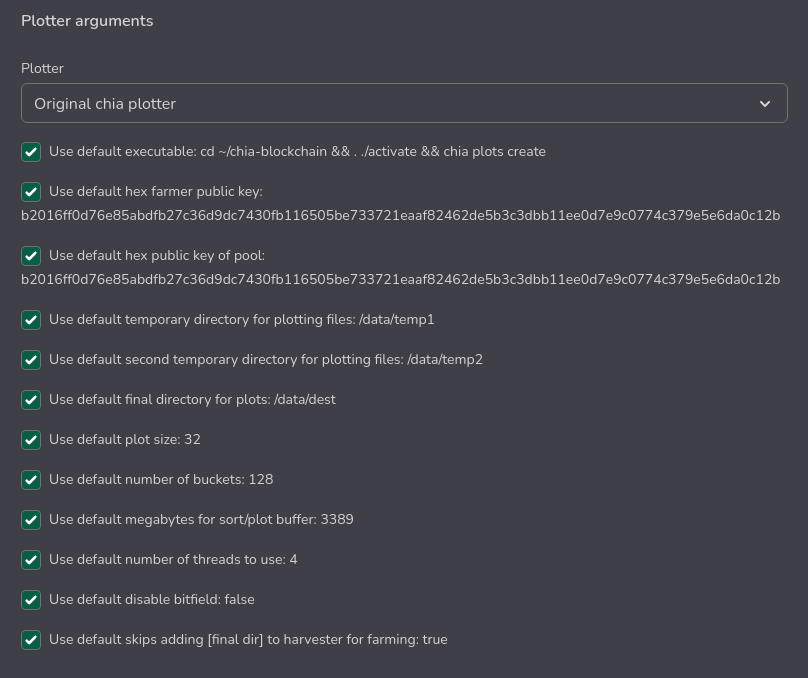 Plotter arguments
Plotter
Original chia plotter
Use default executable: cd ~/chia-blockchain && . ./activate && chia plots create
Use default hex farmer public key:
b2016ff0d76e85abdfb27c36d9dc7430fb116505be733721eaaf82462de5b3c3dbb11ee0d7e9c0774c379e5e6da0c12b
Use default hex public key of pool:
b2016ff0d76e85abdfb27c36d9dc7430fb116505be733721eaaf82462de5b3c3dbb11ee0d7e9c0774c379e5e6da0c12b
Use default temporary directory for plotting files: /data/temp1
Use default second temporary directory for plotting files: /data/temp2
Use default final directory for plots: /data/dest
Use default plot size: 32
Use default number of buckets: 128
Use default megabytes for sort/plot buffer: 3389
Use default number of threads to use: 4
Use default disable bitfield: false
Use default skips adding [final dir] to harvester for farming: true